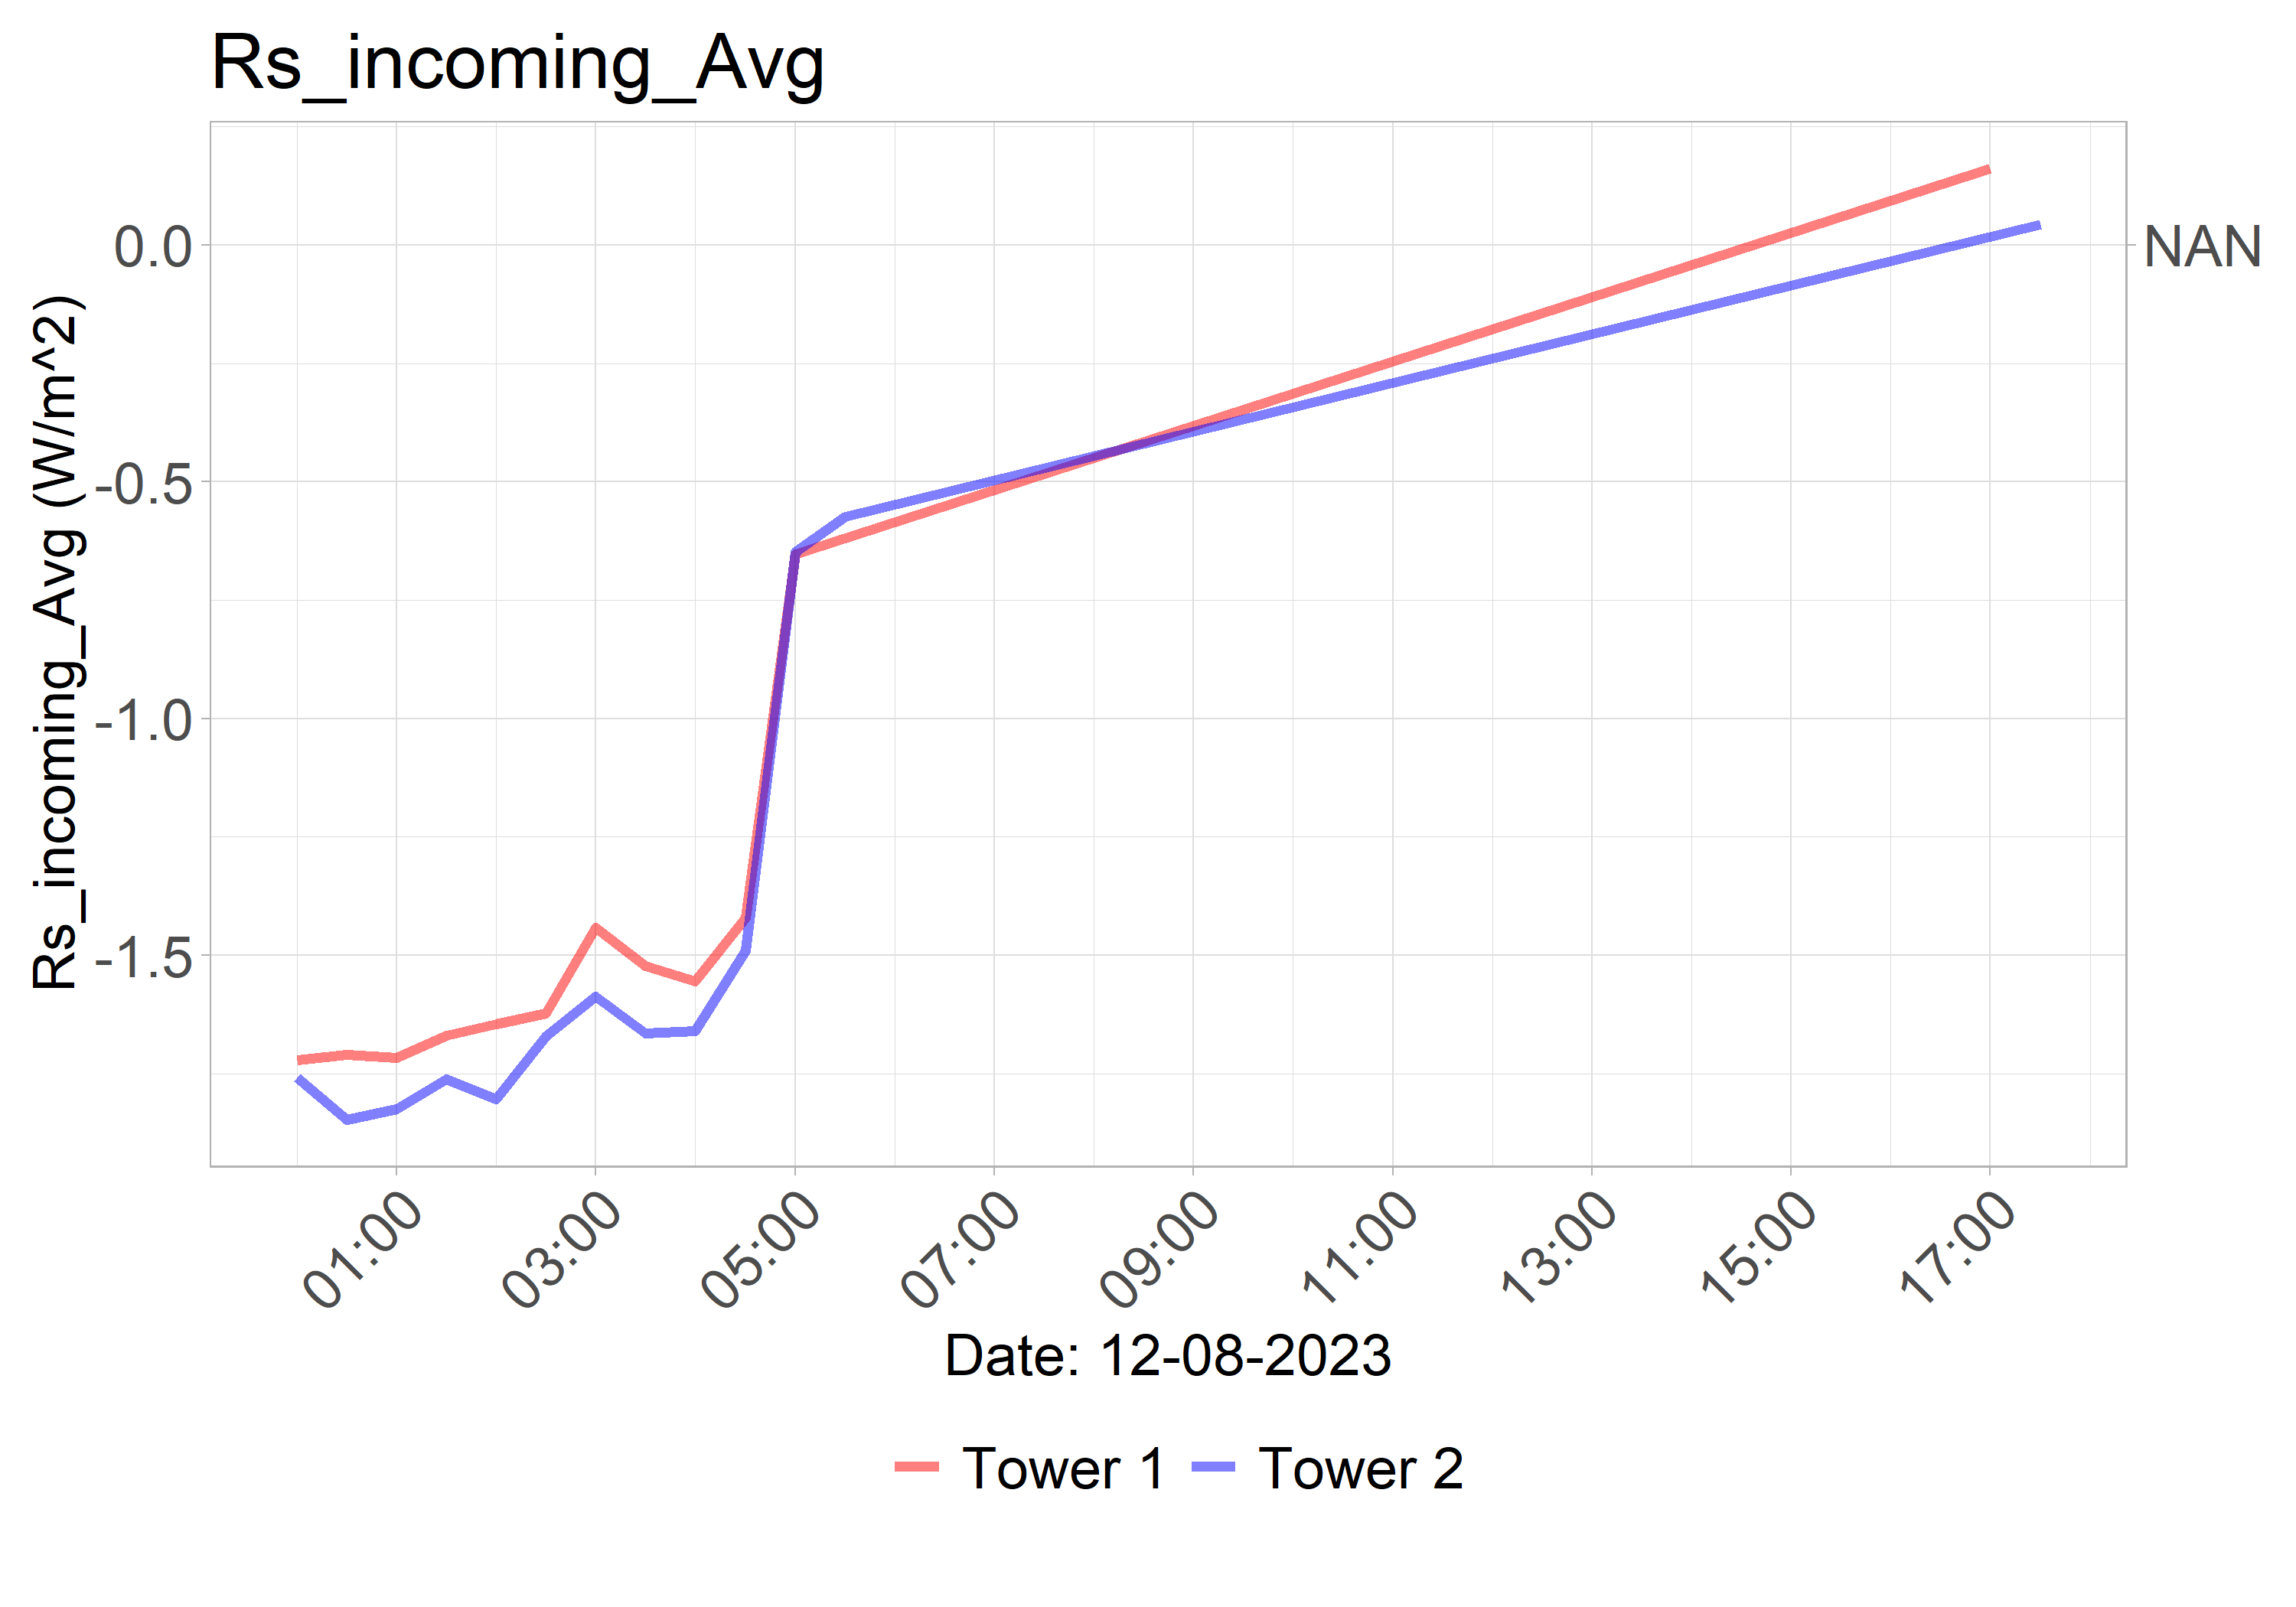 Rs_incoming_Avg
Rs_incoming_Avg (W/m^2)
0.0
-0.5
-1.0
-1.5
NAN
01:00
03:00
05:00
07:00
09:00
11:00
13:00
15:00
17:00
Date: 12-08-2023
Tower 1 Tower 2